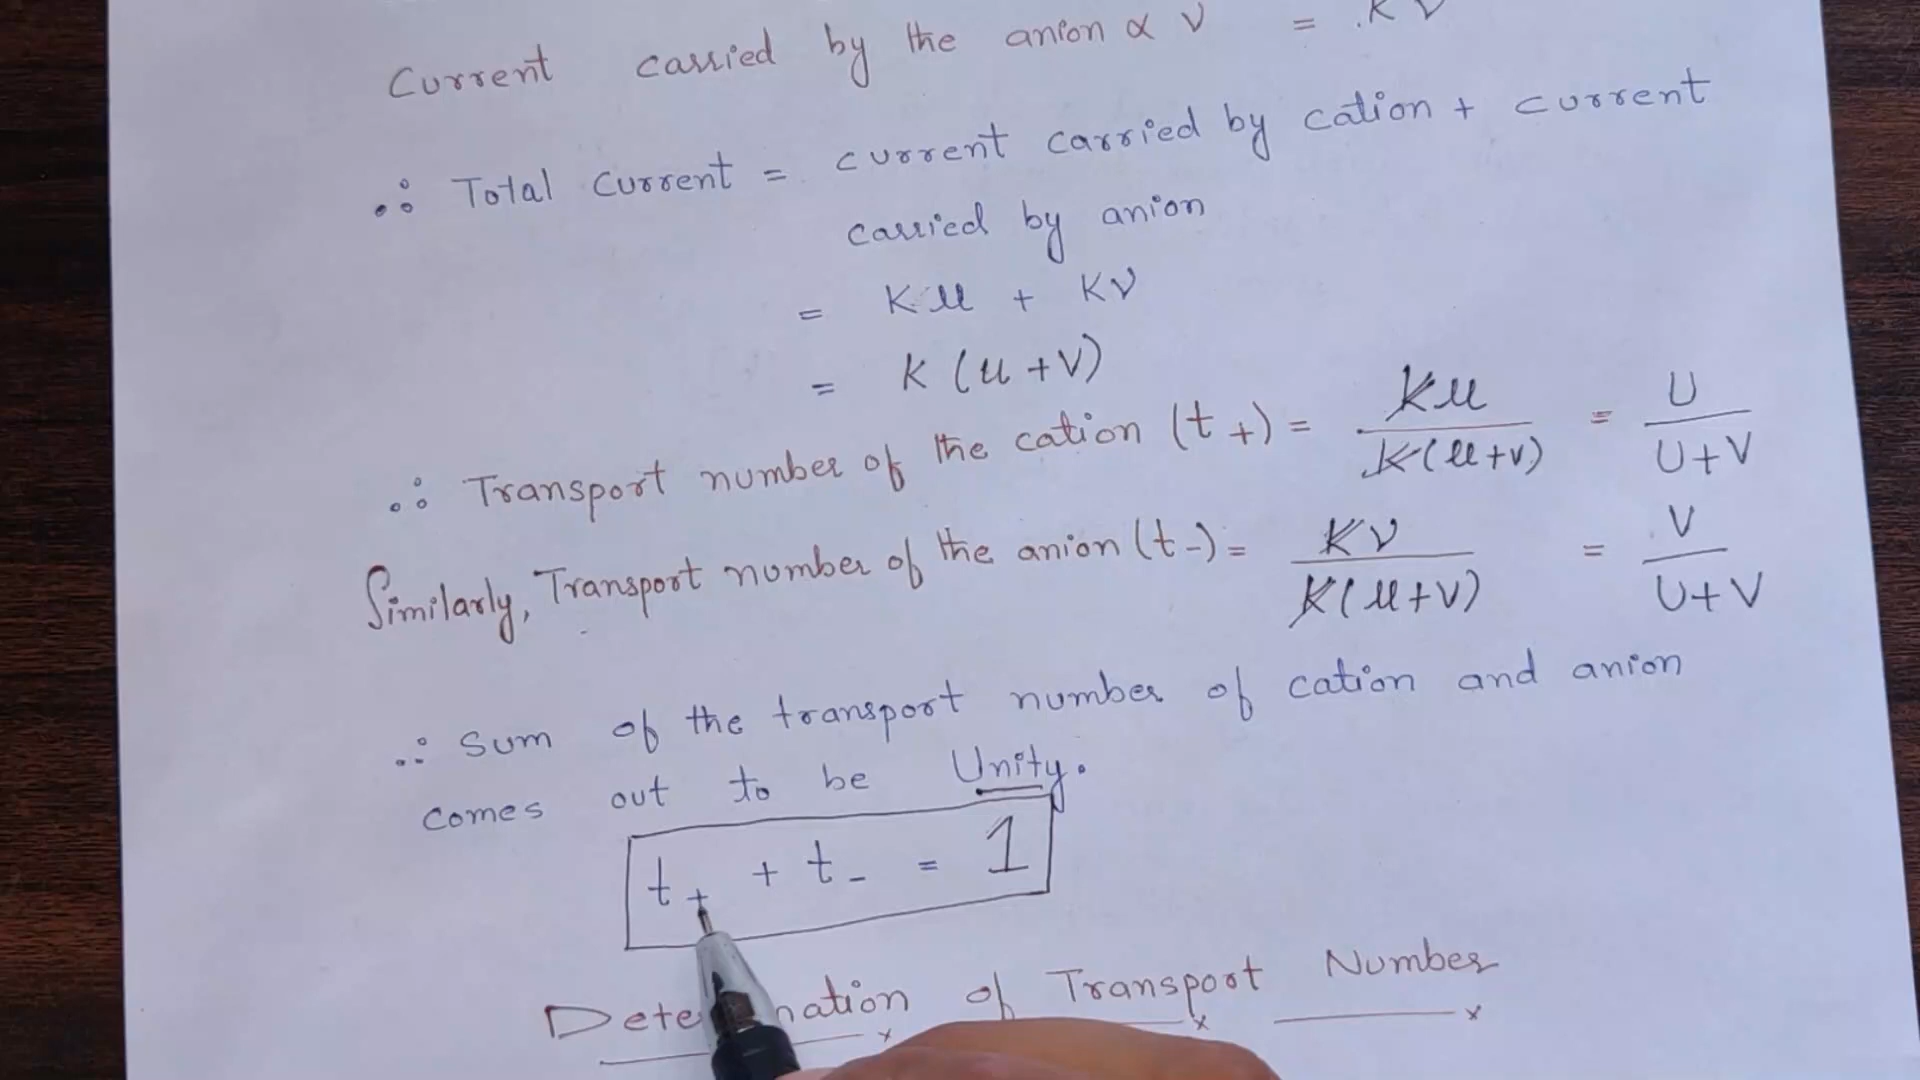 Current carried by the anion ∝ v = KV
∴ Total Current = current carried by cation + current
carried by anion
= Ku + Kv
= K (u+v)
∴ Transport number of the cation (t+) = Ku / K(u+v) = U / U+V
Similarly, Transport number of the anion (t-) = Kv / K(u+v) = V / U+V
∴ Sum of the transport number of cation and anion
comes out to be Unity.
t+ + t- = 1
of Transport Number